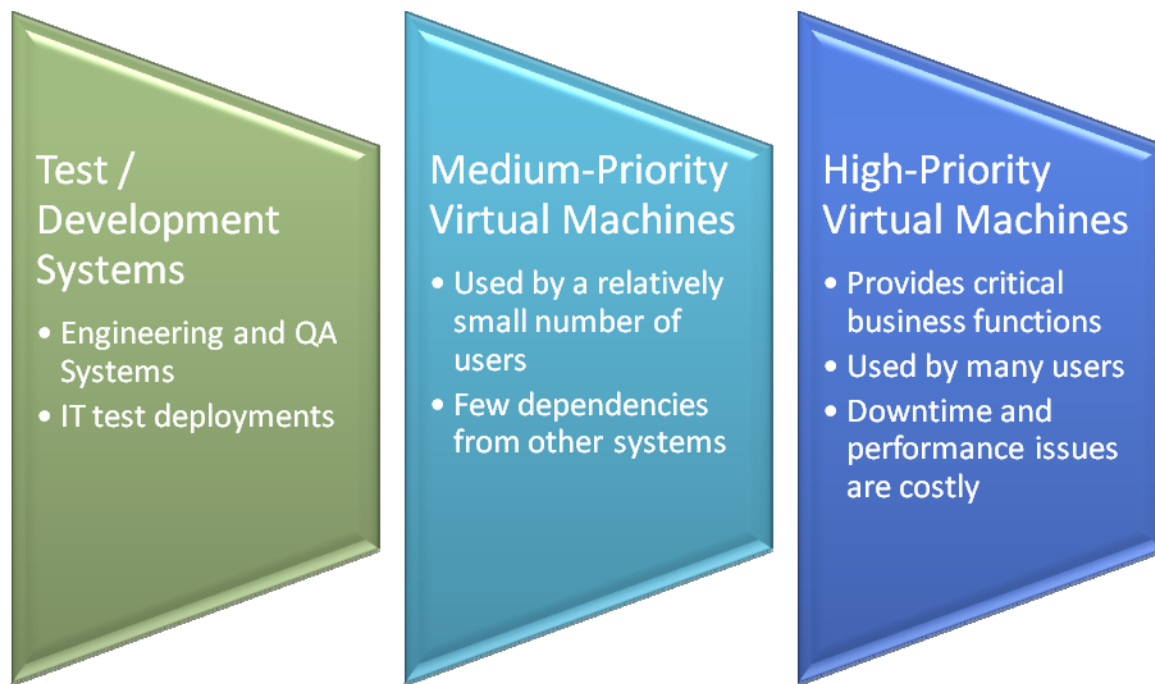 Test /
Development
Systems
• Engineering and QA
Systems
• IT test deployments
Medium-Priority
Virtual Machines
• Used by a relatively
small number of
users
• Few dependencies
from other systems
High-Priority
Virtual Machines
• Provides critical
business functions
• Used by many users
• Downtime and
performance issues
are costly